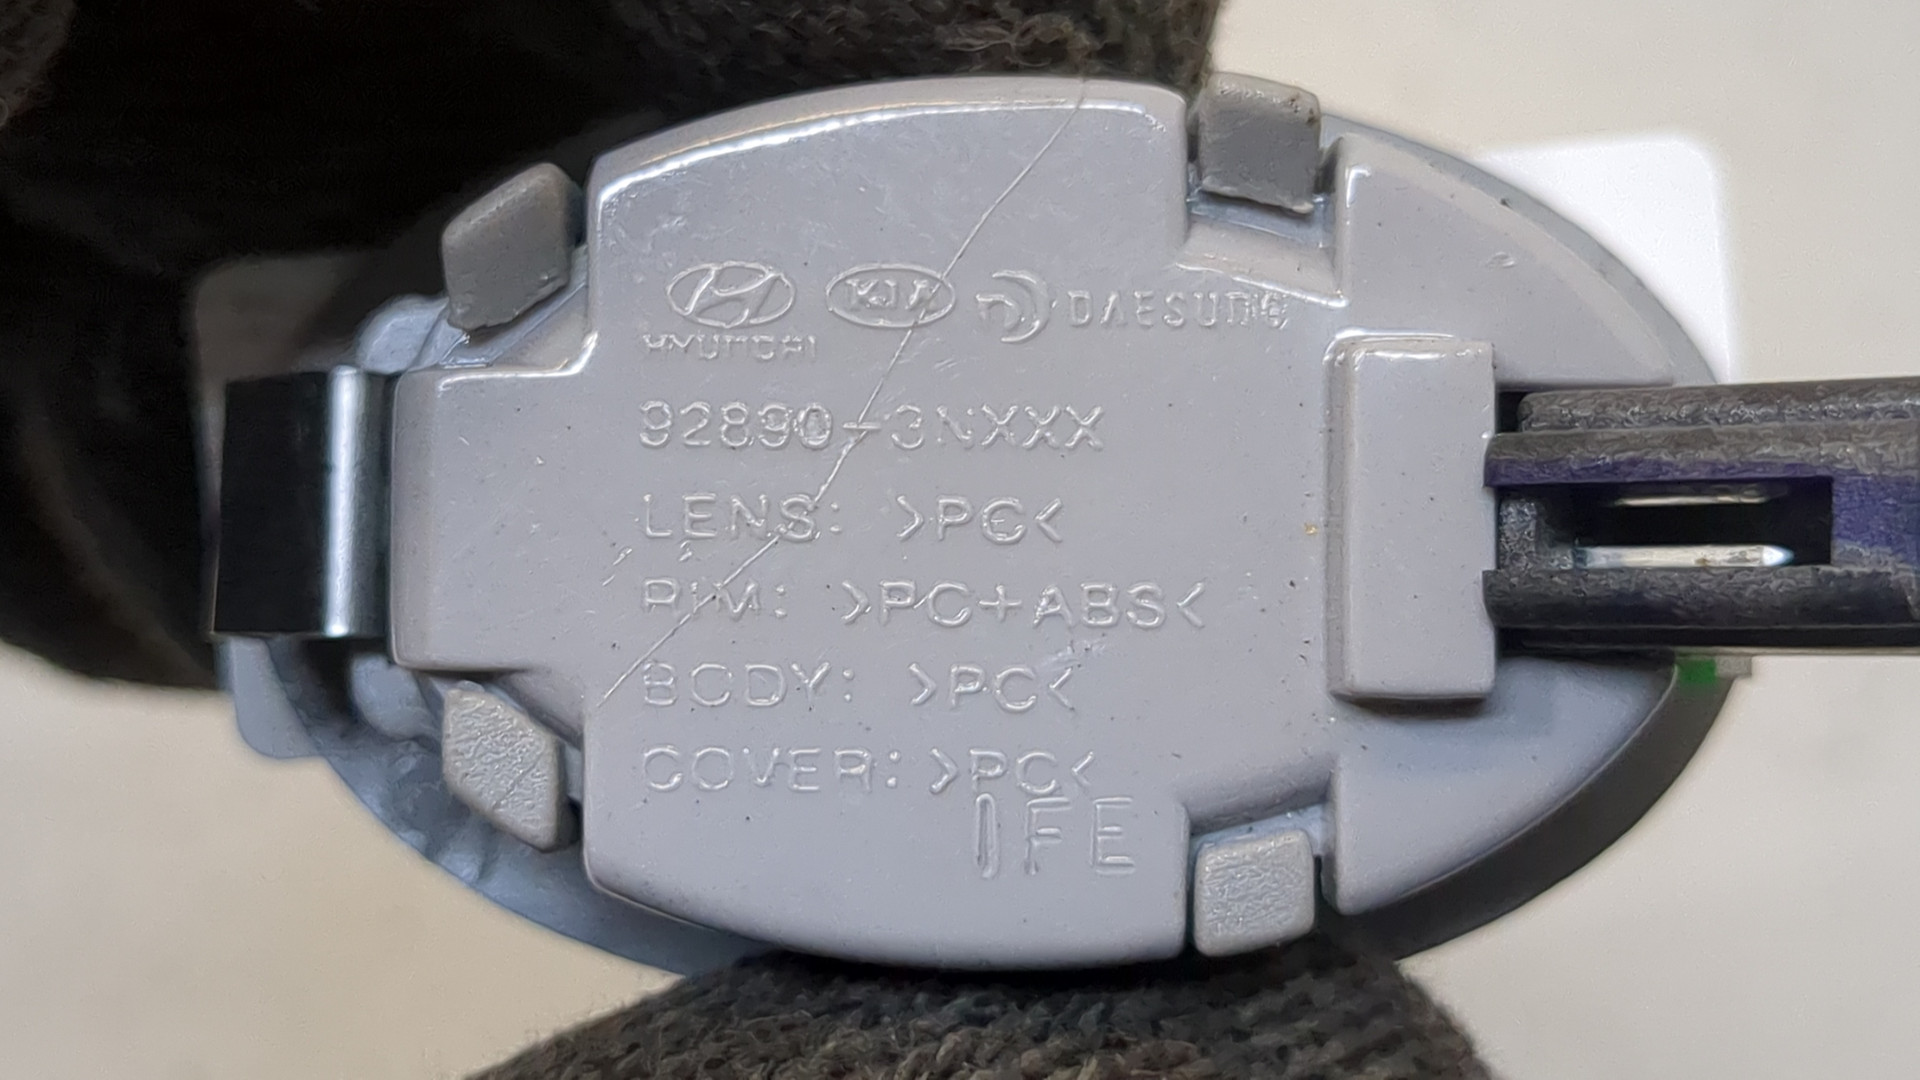 KIA DAESUNG
HYUNDAI
92890-3NXXX
LENS: >PC<
RIM: >PC+ABS<
BODY: >PC<
COVER: >PC<
IFE